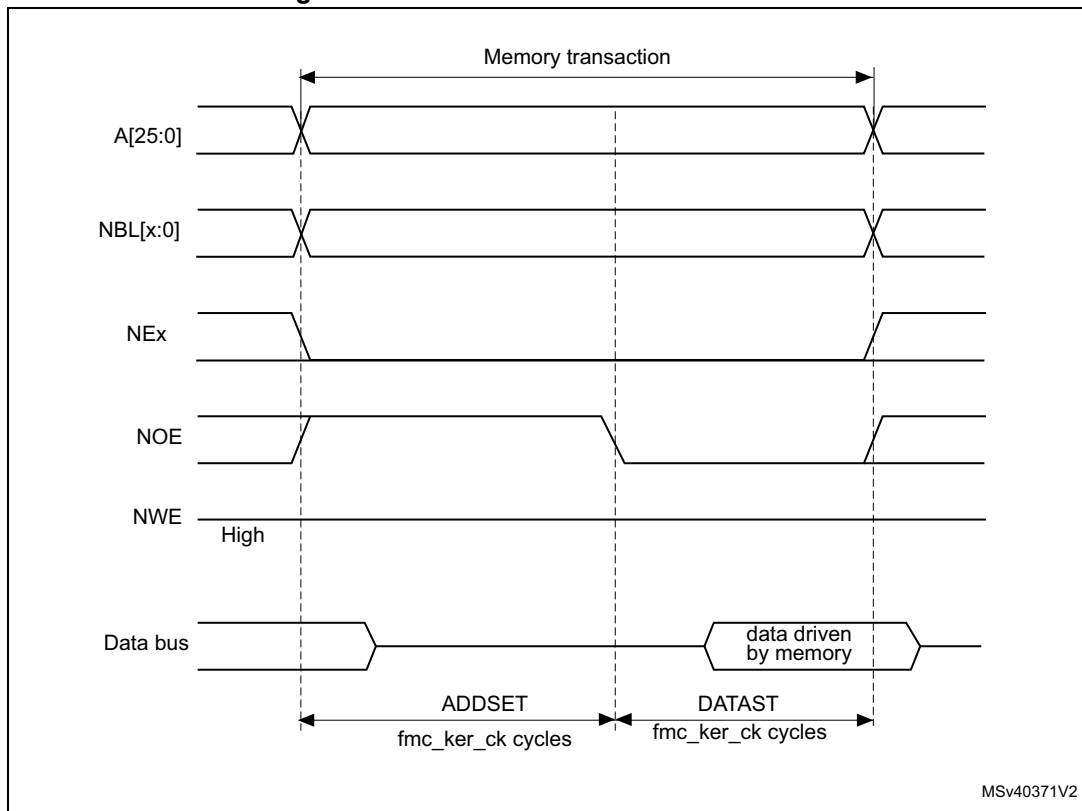 Memory transaction
A[25:0]
NBL[x:0]
NEx
NOE
NWE
High
Data bus
data driven
by memory
ADDSET
DATAST
fmc_ker_ck cycles
fmc_ker_ck cycles
MSv40371V2